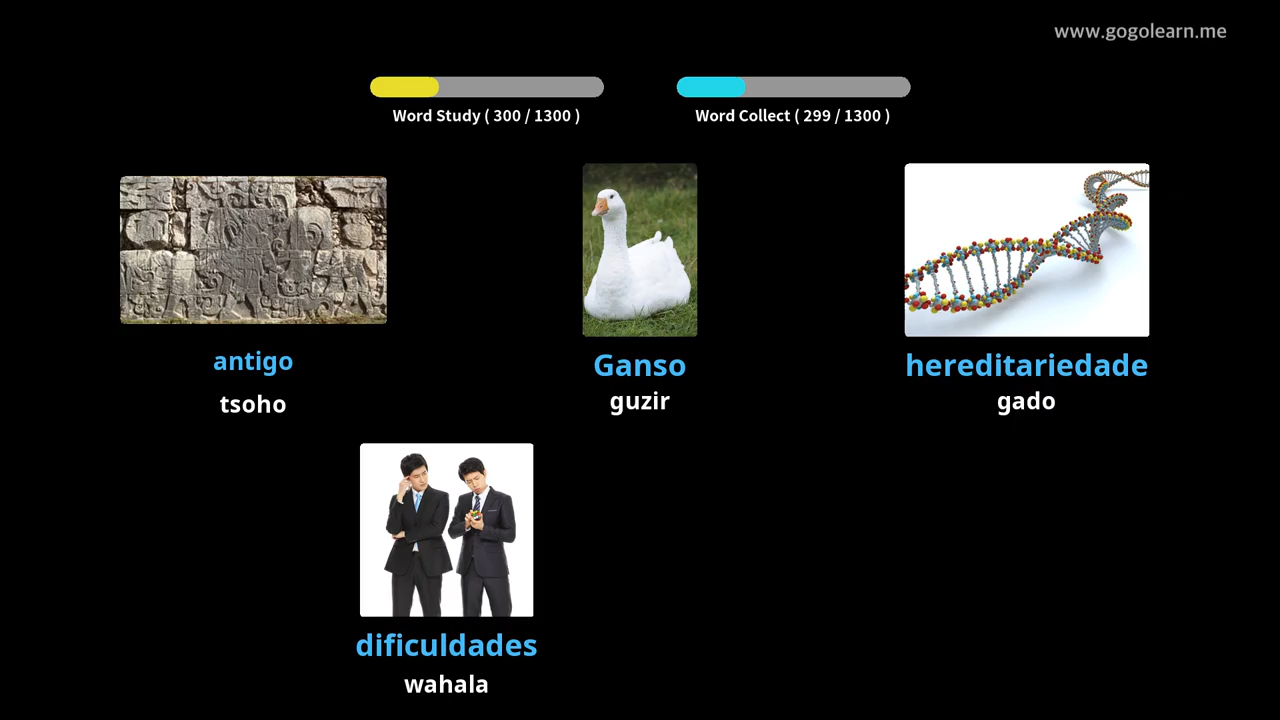 www.gogolearn.me
Word Study ( 300 / 1300 )
Word Collect ( 299 / 1300 )
antigo
tsoho
Ganso
guzir
hereditariedade
gado
dificuldades
wahala